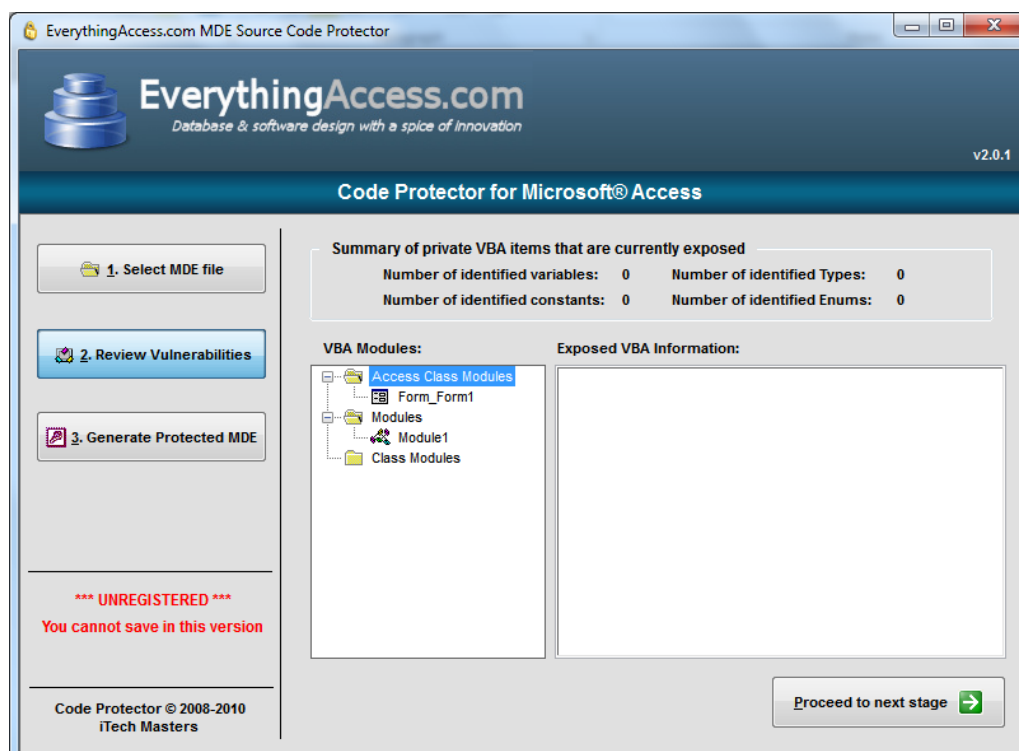 EverythingAccess.com MDE Source Code Protector
EverythingAccess.com
Database & software design with a spice of innovation
v2.0.1
Code Protector for Microsoft® Access
1. Select MDE file
2. Review Vulnerabilities
3. Generate Protected MDE
*** UNREGISTERED ***
You cannot save in this version
Code Protector © 2008-2010
iTech Masters
Summary of private VBA items that are currently exposed
Number of identified variables: 0 Number of identified Types: 0
Number of identified constants: 0 Number of identified Enums: 0
VBA Modules:
Access Class Modules
Form_Form1
Modules
Module1
Class Modules
Exposed VBA Information:
Proceed to next stage